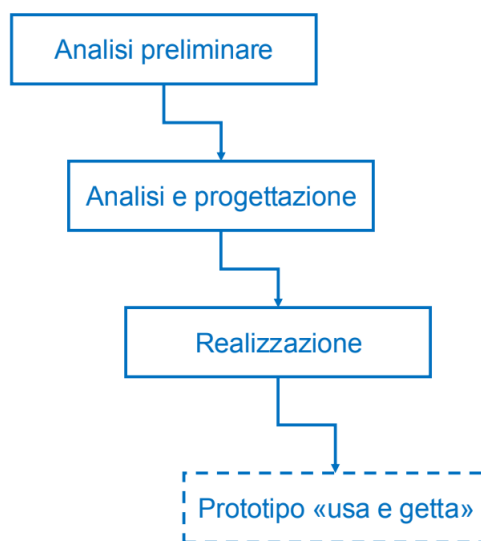 Analisi preliminare
Analisi e progettazione
Realizzazione
Prototipo «usa e getta»